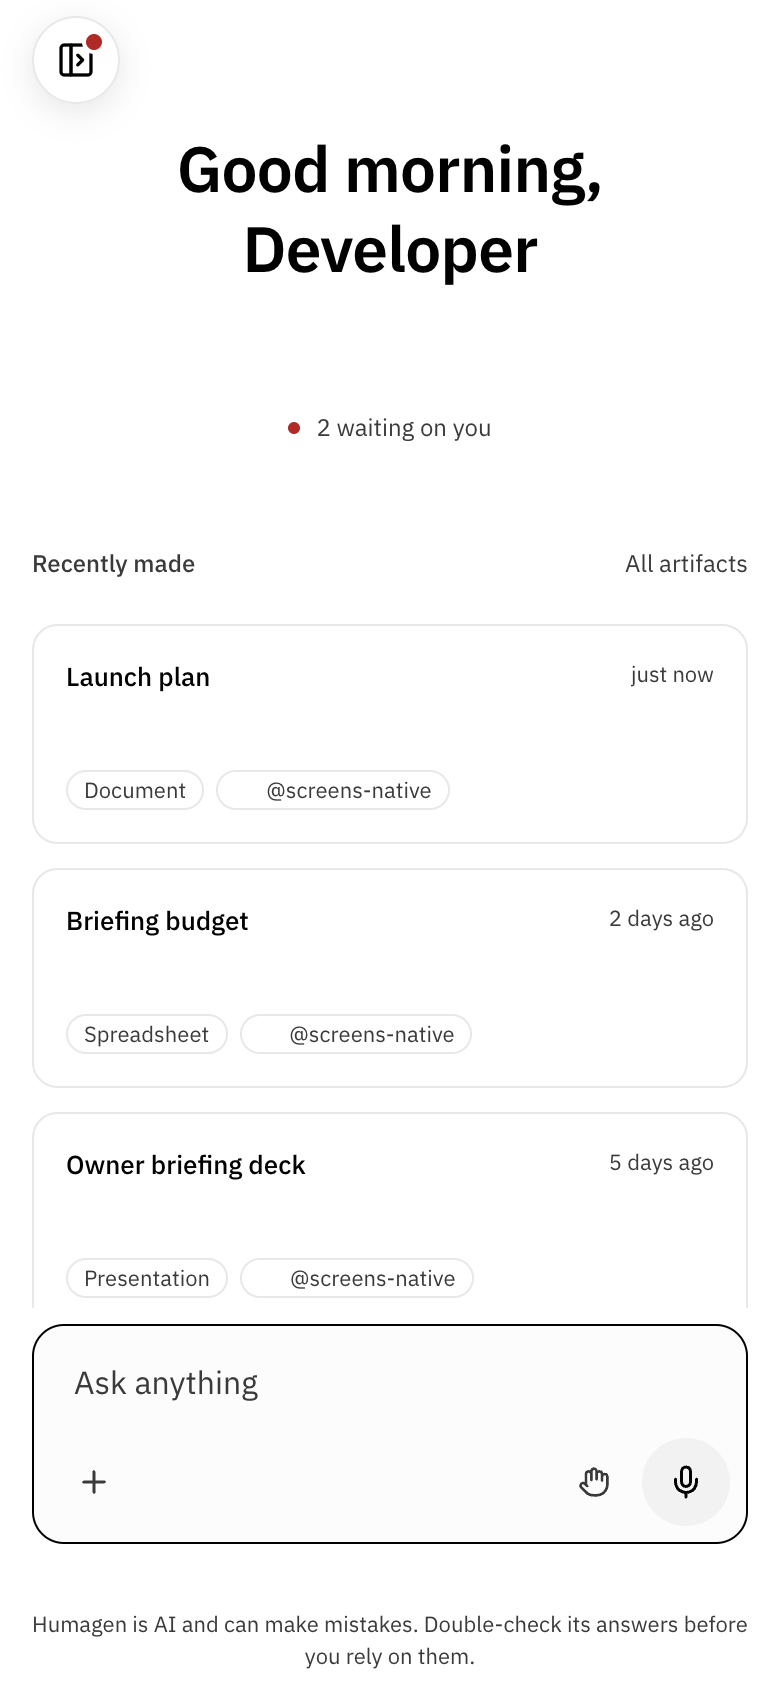 Good morning,
Developer
2 waiting on you
Recently made
All artifacts
Launch plan
just now
Document
@screens-native
Briefing budget
2 days ago
Spreadsheet
@screens-native
Owner briefing deck
5 days ago
Presentation
@screens-native
Ask anything
Humagen is AI and can make mistakes. Double-check its answers before
you rely on them.